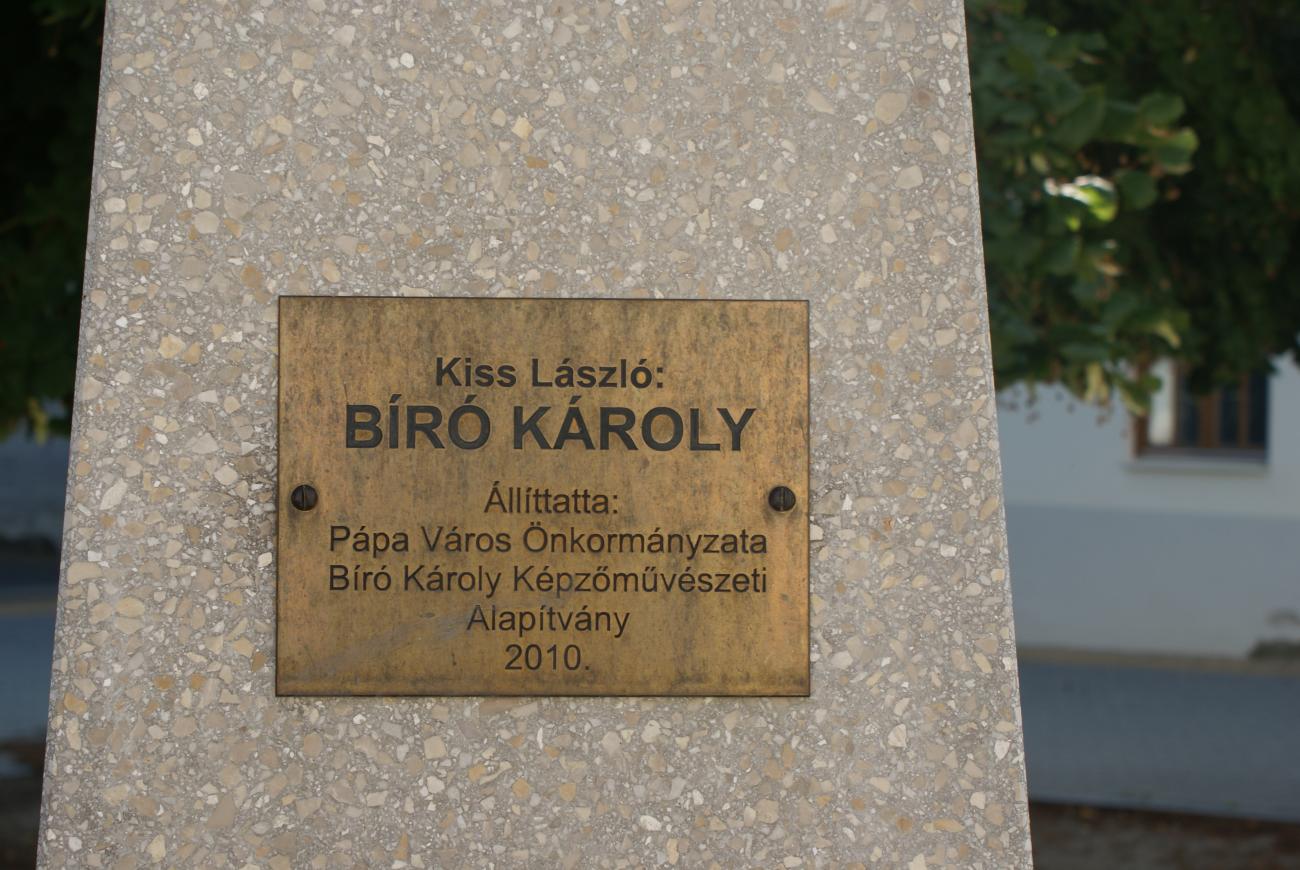 Kiss László:
BÍRÓ KÁROLY
Állíttatta:
Pápa Város Önkormányzata
Bíró Károly Képzőművészeti
Alapítvány
2010.